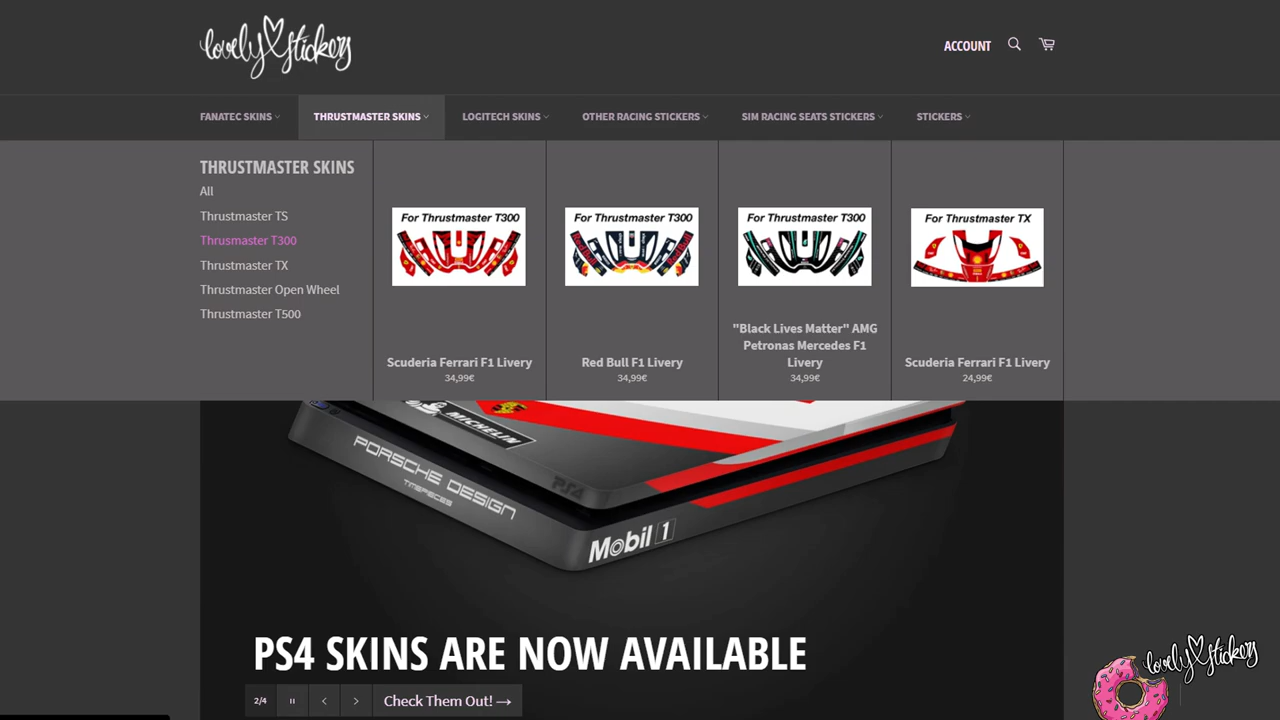 lovely stickers
ACCOUNT
FANATEC SKINS
THRUSTMASTER SKINS
LOGITECH SKINS
OTHER RACING STICKERS
SIM RACING SEATS STICKERS
STICKERS
THRUSTMASTER SKINS
All
Thrustmaster TS
Thrusmaster T300
Thrustmaster TX
Thrustmaster Open Wheel
Thrustmaster T500
For Thrustmaster T300
Scuderia Ferrari F1 Livery
34,99€
For Thrustmaster T300
Red Bull F1 Livery
34,99€
For Thrustmaster T300
"Black Lives Matter" AMG
Petronas Mercedes F1
Livery
34,99€
For Thrustmaster TX
Scuderia Ferrari F1 Livery
24,99€
MICHELIN
PORSCHE DESIGN
TIMEPIECES
PS4
Mobil 1
PS4 SKINS ARE NOW AVAILABLE
2/4
Check Them Out! →
lovely stickers